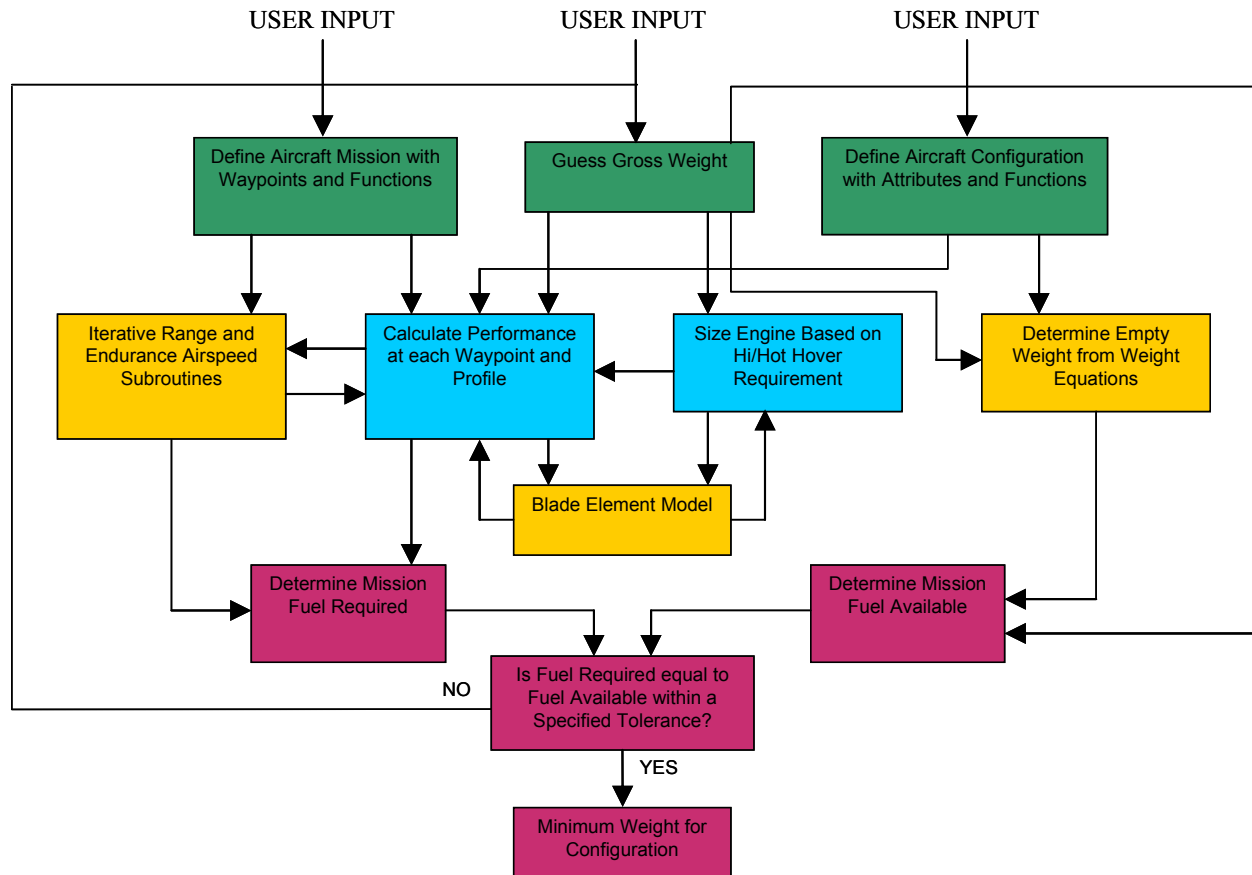 USER INPUT
USER INPUT
USER INPUT
Define Aircraft Mission with
Waypoints and Functions
Guess Gross Weight
Define Aircraft Configuration
with Attributes and Functions
Iterative Range and
Endurance Airspeed
Subroutines
Calculate Performance
at each Waypoint and
Profile
Size Engine Based on
Hi/Hot Hover
Requirement
Determine Empty
Weight from Weight
Equations
Blade Element Model
Determine Mission
Fuel Required
Determine Mission
Fuel Available
Is Fuel Required equal to
Fuel Available within a
Specified Tolerance?
NO
YES
Minimum Weight for
Configuration